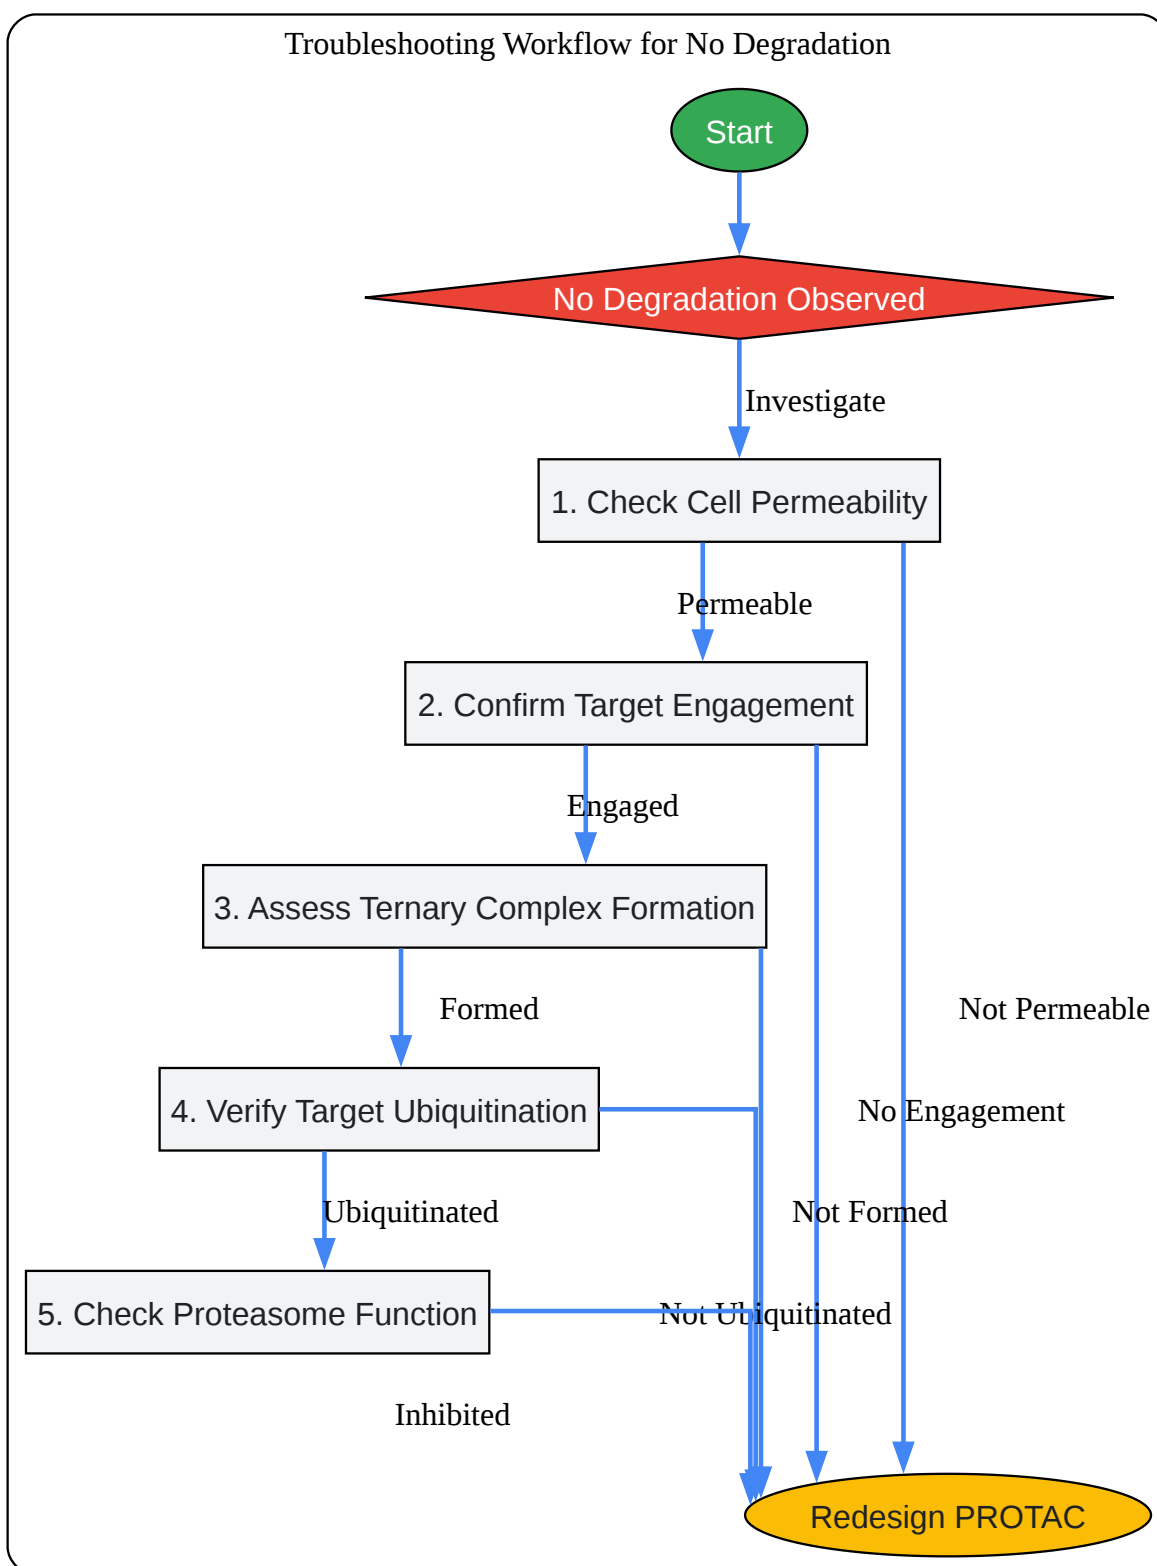 Troubleshooting Workflow for No Degradation
Start
No Degradation Observed
Investigate
1. Check Cell Permeability
Permeable
2. Confirm Target Engagement
Engaged
3. Assess Ternary Complex Formation
Formed
Not Permeable
4. Verify Target Ubiquitination
No Engagement
Ubiquitinated
Not Formed
5. Check Proteasome Function
Not Ubiquitinated
Inhibited
Redesign PROTAC